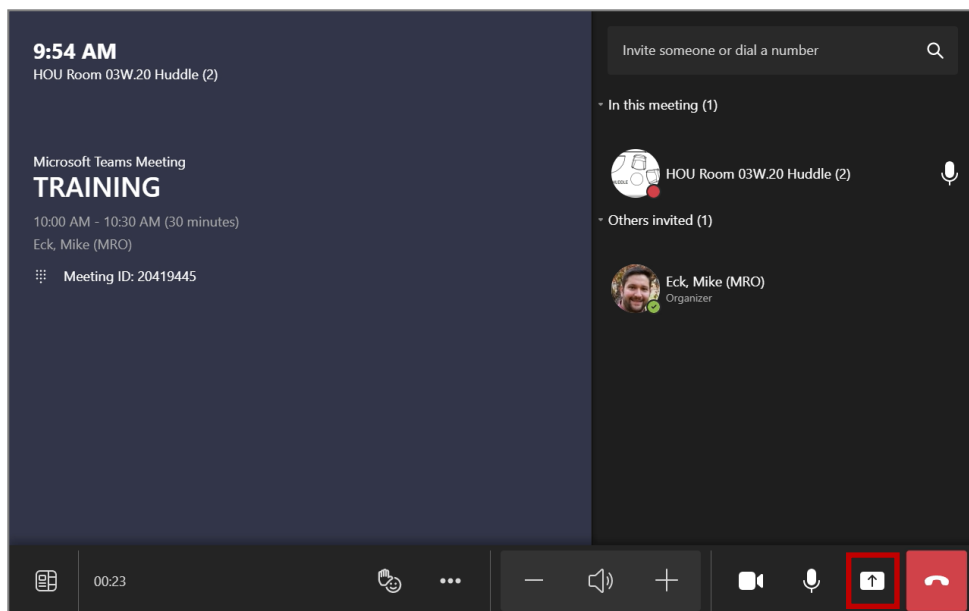 9:54 AM
HOU Room 03W.20 Huddle (2)
Microsoft Teams Meeting
TRAINING
10:00 AM - 10:30 AM (30 minutes)
Eck, Mike (MRO)
Meeting ID: 20419445
Invite someone or dial a number
In this meeting (1)
HOU Room 03W.20 Huddle (2)
Others invited (1)
Eck, Mike (MRO)
Organizer
00:23